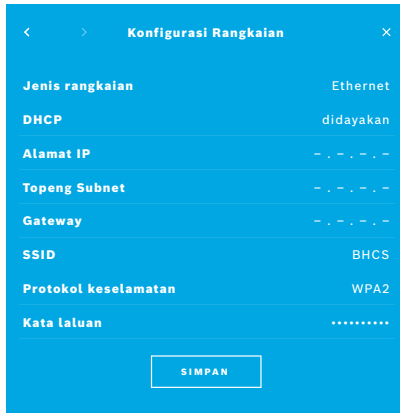 Konfigurasi Rangkaian
Jenis rangkaian Ethernet
DHCP didayakan
Alamat IP – . – . – . –
Topeng Subnet – . – . – . –
Gateway – . – . – . –
SSID BHCS
Protokol keselamatan WPA2
Kata laluan ••••••••••
SIMPAN